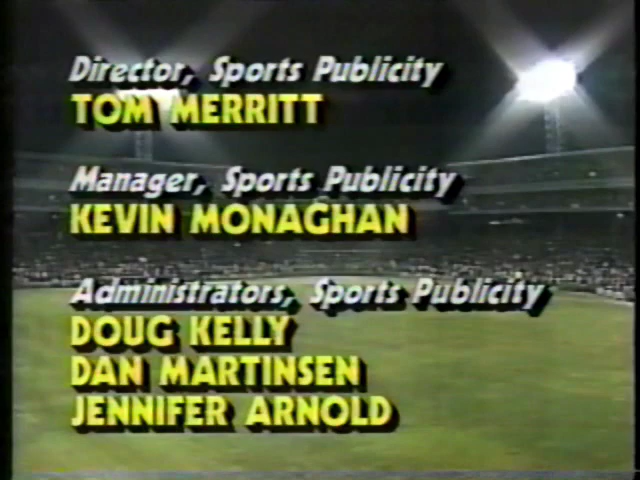 Director, Sports Publicity
TOM MERRITT
Manager, Sports Publicity
KEVIN MONAGHAN
Administrators, Sports Publicity
DOUG KELLY
DAN MARTINSEN
JENNIFER ARNOLD